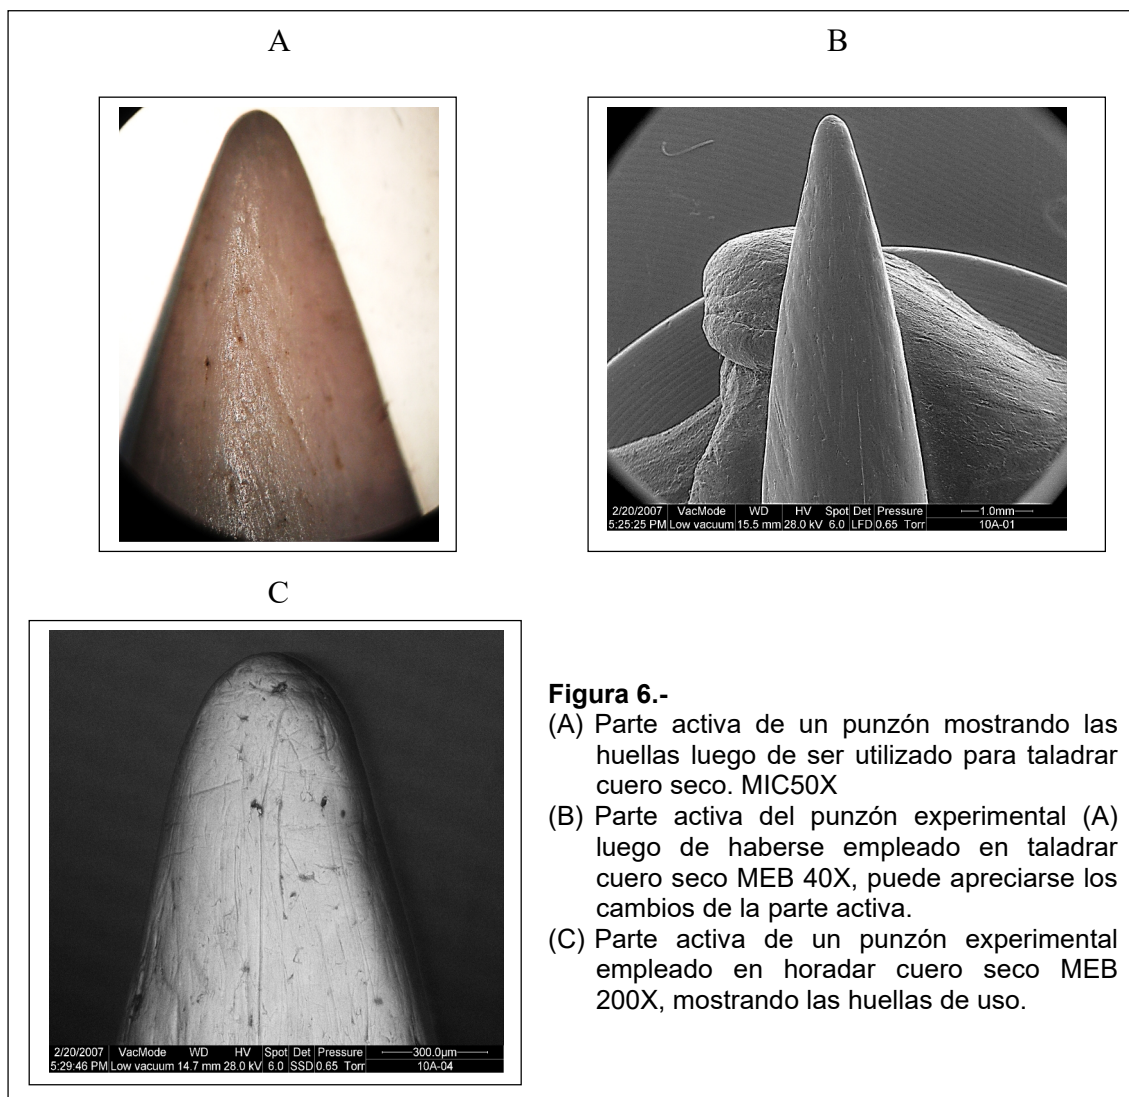 A
B
2/20/2007 VacMode WD HV Spot Det Pressure 1.0mm
5:25:25 PM Low vacuum 15.5 mm 28.0 kV 6.0 LFD 0.65 Torr 10A-01
C
2/20/2007 VacMode WD HV Spot Det Pressure 300.0µm
5:29:46 PM Low vacuum 14.7 mm 28.0 kV 6.0 SSD 0.65 Torr 10A-04
Figura 6.-
(A) Parte activa de un punzón mostrando las
huellas luego de ser utilizado para taladrar
cuero seco. MIC50X
(B) Parte activa del punzón experimental (A)
luego de haberse empleado en taladrar
cuero seco MEB 40X, puede apreciarse los
cambios de la parte activa.
(C) Parte activa de un punzón experimental
empleado en horadar cuero seco MEB
200X, mostrando las huellas de uso.